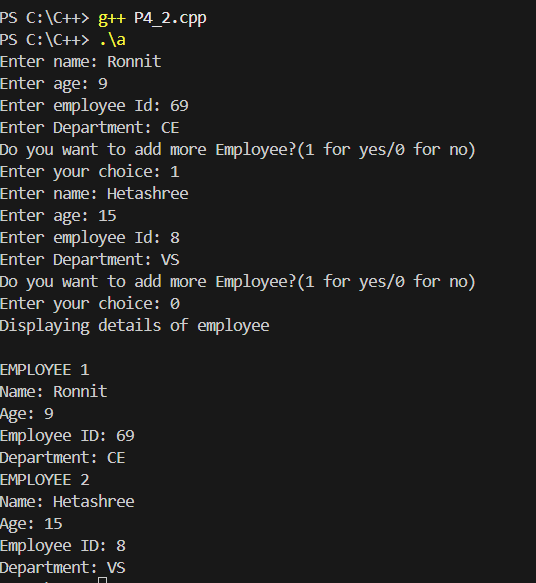 PS C:\C++> g++ P4_2.cpp
PS C:\C++> .\a
Enter name: Ronnit
Enter age: 9
Enter employee Id: 69
Enter Department: CE
Do you want to add more Employee?(1 for yes/0 for no)
Enter your choice: 1
Enter name: Hetashree
Enter age: 15
Enter employee Id: 8
Enter Department: VS
Do you want to add more Employee?(1 for yes/0 for no)
Enter your choice: 0
Displaying details of employee

EMPLOYEE 1
Name: Ronnit
Age: 9
Employee ID: 69
Department: CE
EMPLOYEE 2
Name: Hetashree
Age: 15
Employee ID: 8
Department: VS